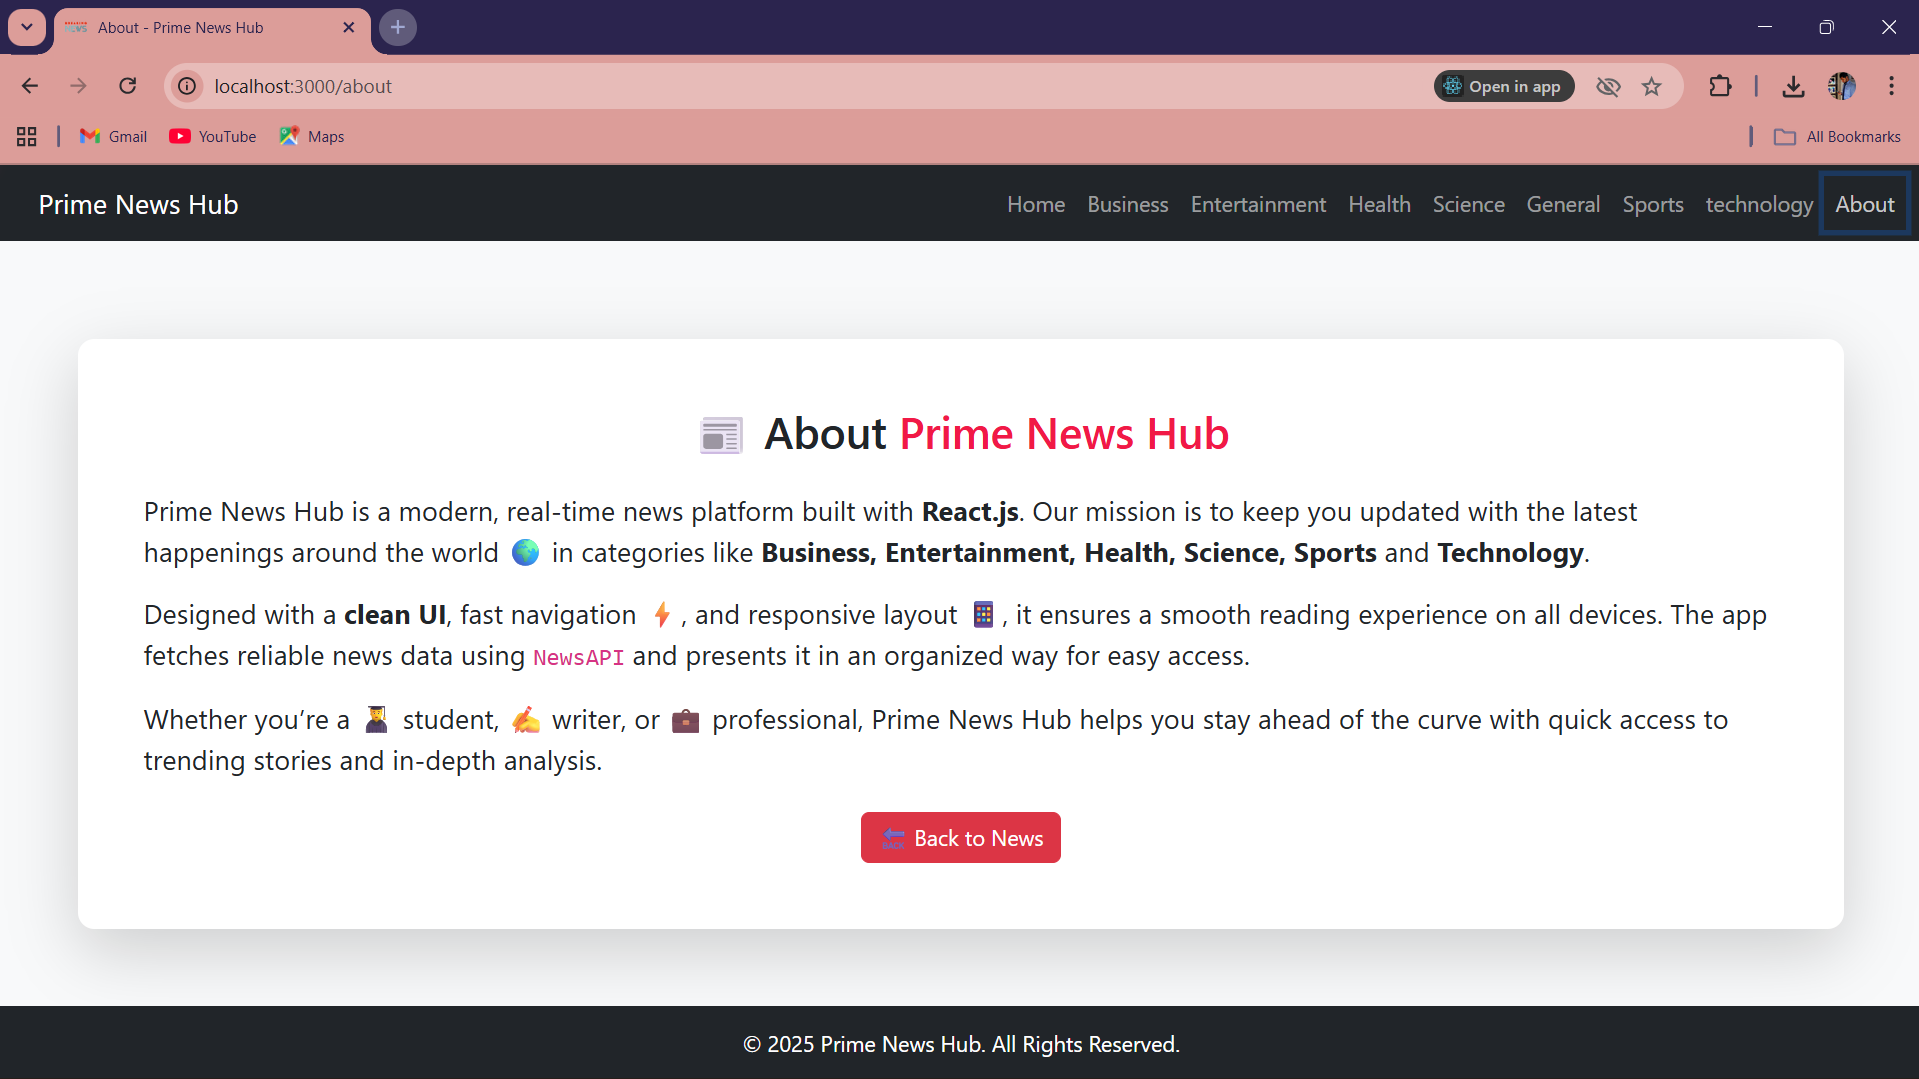 About - Prime News Hub
localhost:3000/about
Open in app
Gmail
YouTube
Maps
All Bookmarks
Prime News Hub
Home
Business
Entertainment
Health
Science
General
Sports
technology
About
📰 About Prime News Hub
Prime News Hub is a modern, real-time news platform built with React.js. Our mission is to keep you updated with the latest
happenings around the world 🌍 in categories like Business, Entertainment, Health, Science, Sports and Technology.
Designed with a clean UI, fast navigation ⚡, and responsive layout 📱, it ensures a smooth reading experience on all devices. The app
fetches reliable news data using NewsAPI and presents it in an organized way for easy access.
Whether you’re a 👨‍🎓 student, ✍️ writer, or 💼 professional, Prime News Hub helps you stay ahead of the curve with quick access to
trending stories and in-depth analysis.
🔙 Back to News
© 2025 Prime News Hub. All Rights Reserved.